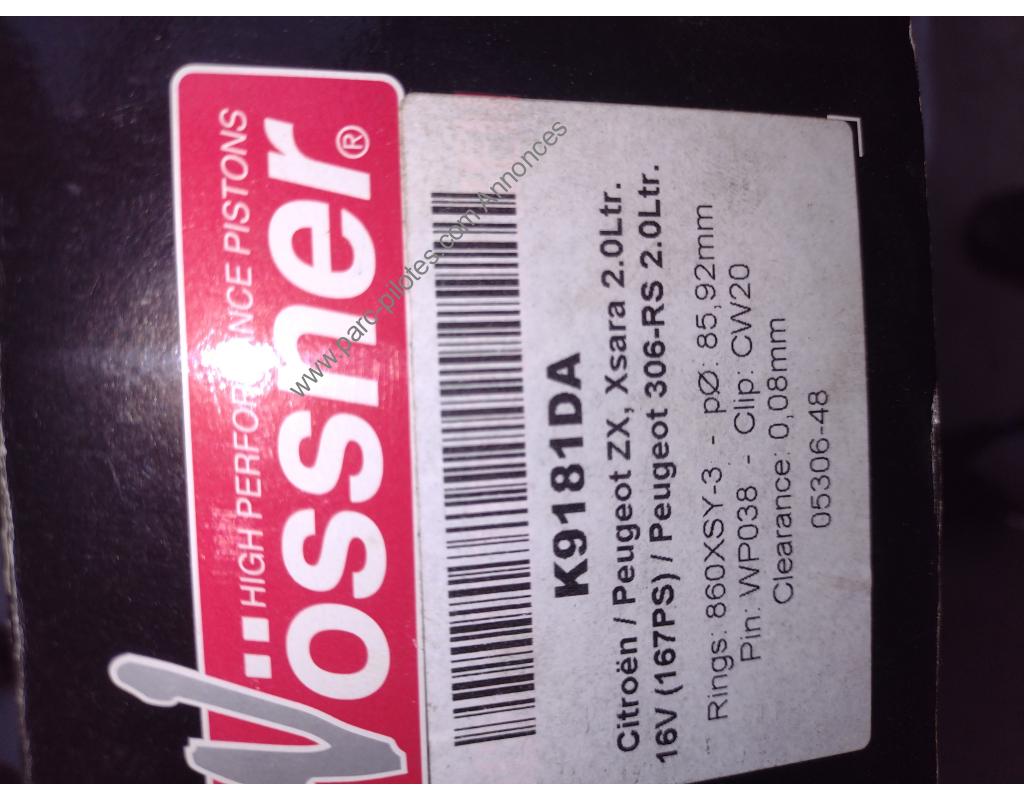 HIGH PERFORMANCE PISTONS
Wössner®
K9181DA
Citroën / Peugeot ZX, Xsara 2.0Ltr.
16V (167PS) / Peugeot 306-RS 2.0Ltr.
Rings: 860XSY-3 - pØ: 85,92mm
Pin: WP038 - Clip: CW20
Clearance: 0,08mm
05306-48
www.parc-pilotes.com Annonces